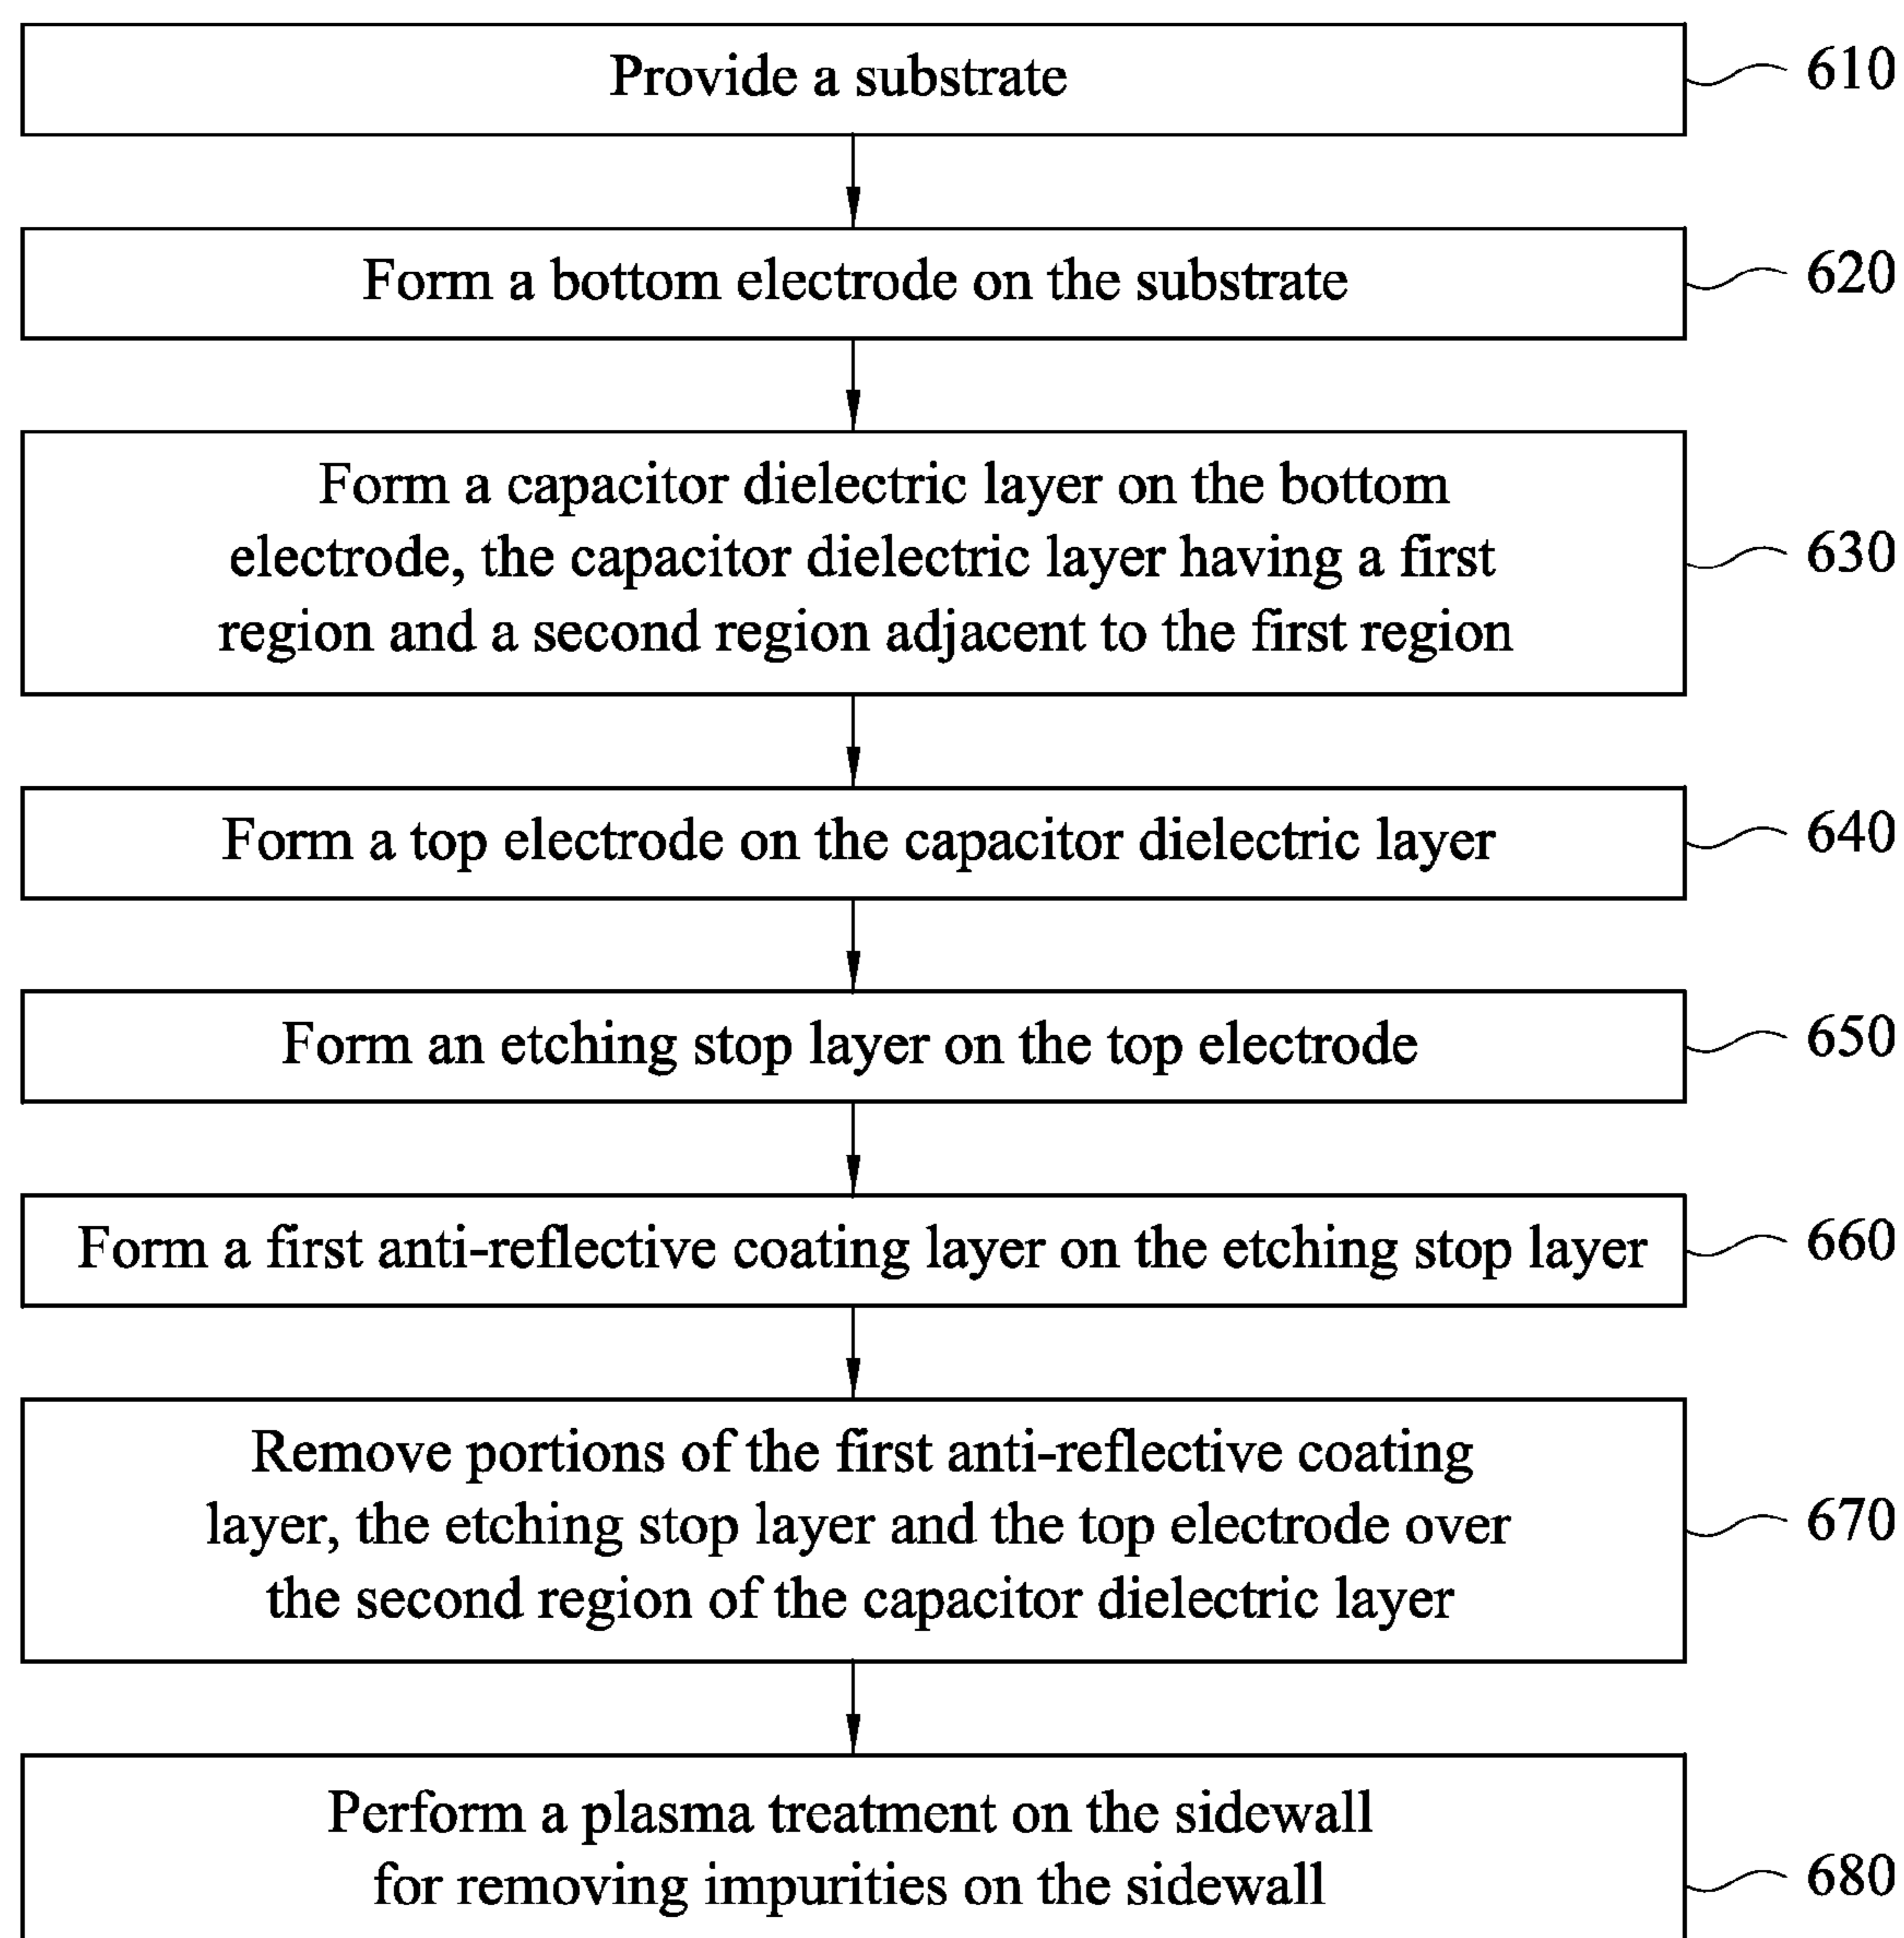 Provide a substrate
610
Form a bottom electrode on the substrate
620
Form a capacitor dielectric layer on the bottom
electrode, the capacitor dielectric layer having a first
region and a second region adjacent to the first region
630
Form a top electrode on the capacitor dielectric layer
640
Form an etching stop layer on the top electrode
650
Form a first anti-reflective coating layer on the etching stop layer
660
Remove portions of the first anti-reflective coating
layer, the etching stop layer and the top electrode over
the second region of the capacitor dielectric layer
670
Perform a plasma treatment on the sidewall
for removing impurities on the sidewall
680